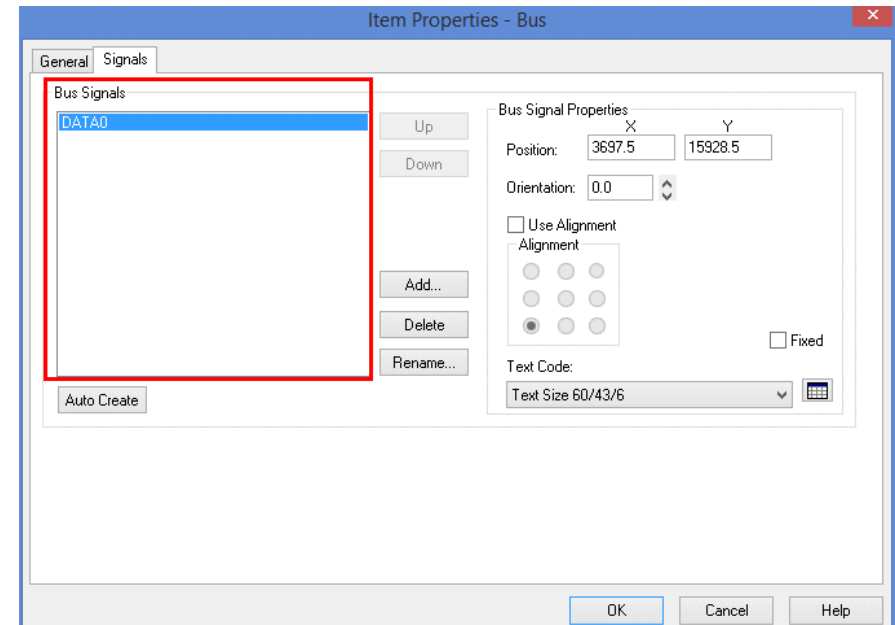 Item Properties - Bus
General Signals
Bus Signals
DATA0
Up
Down
Add...
Delete
Rename...
Auto Create
Bus Signal Properties
X Y
Position: 3697.5 15928.5
Orientation: 0.0
Use Alignment
Alignment
Fixed
Text Code:
Text Size 60/43/6
OK Cancel Help